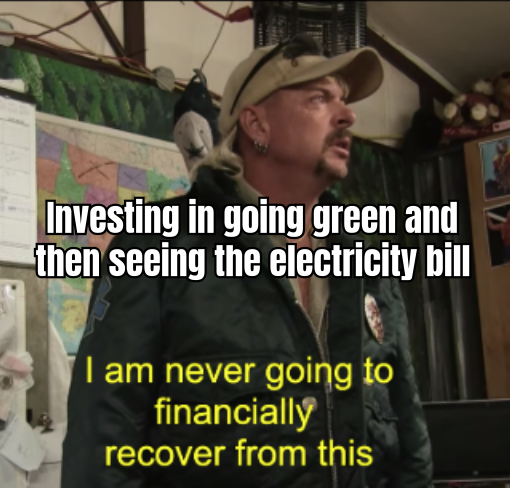 Investing in going green and
then seeing the electricity bill
I am never going to
financially
recover from this